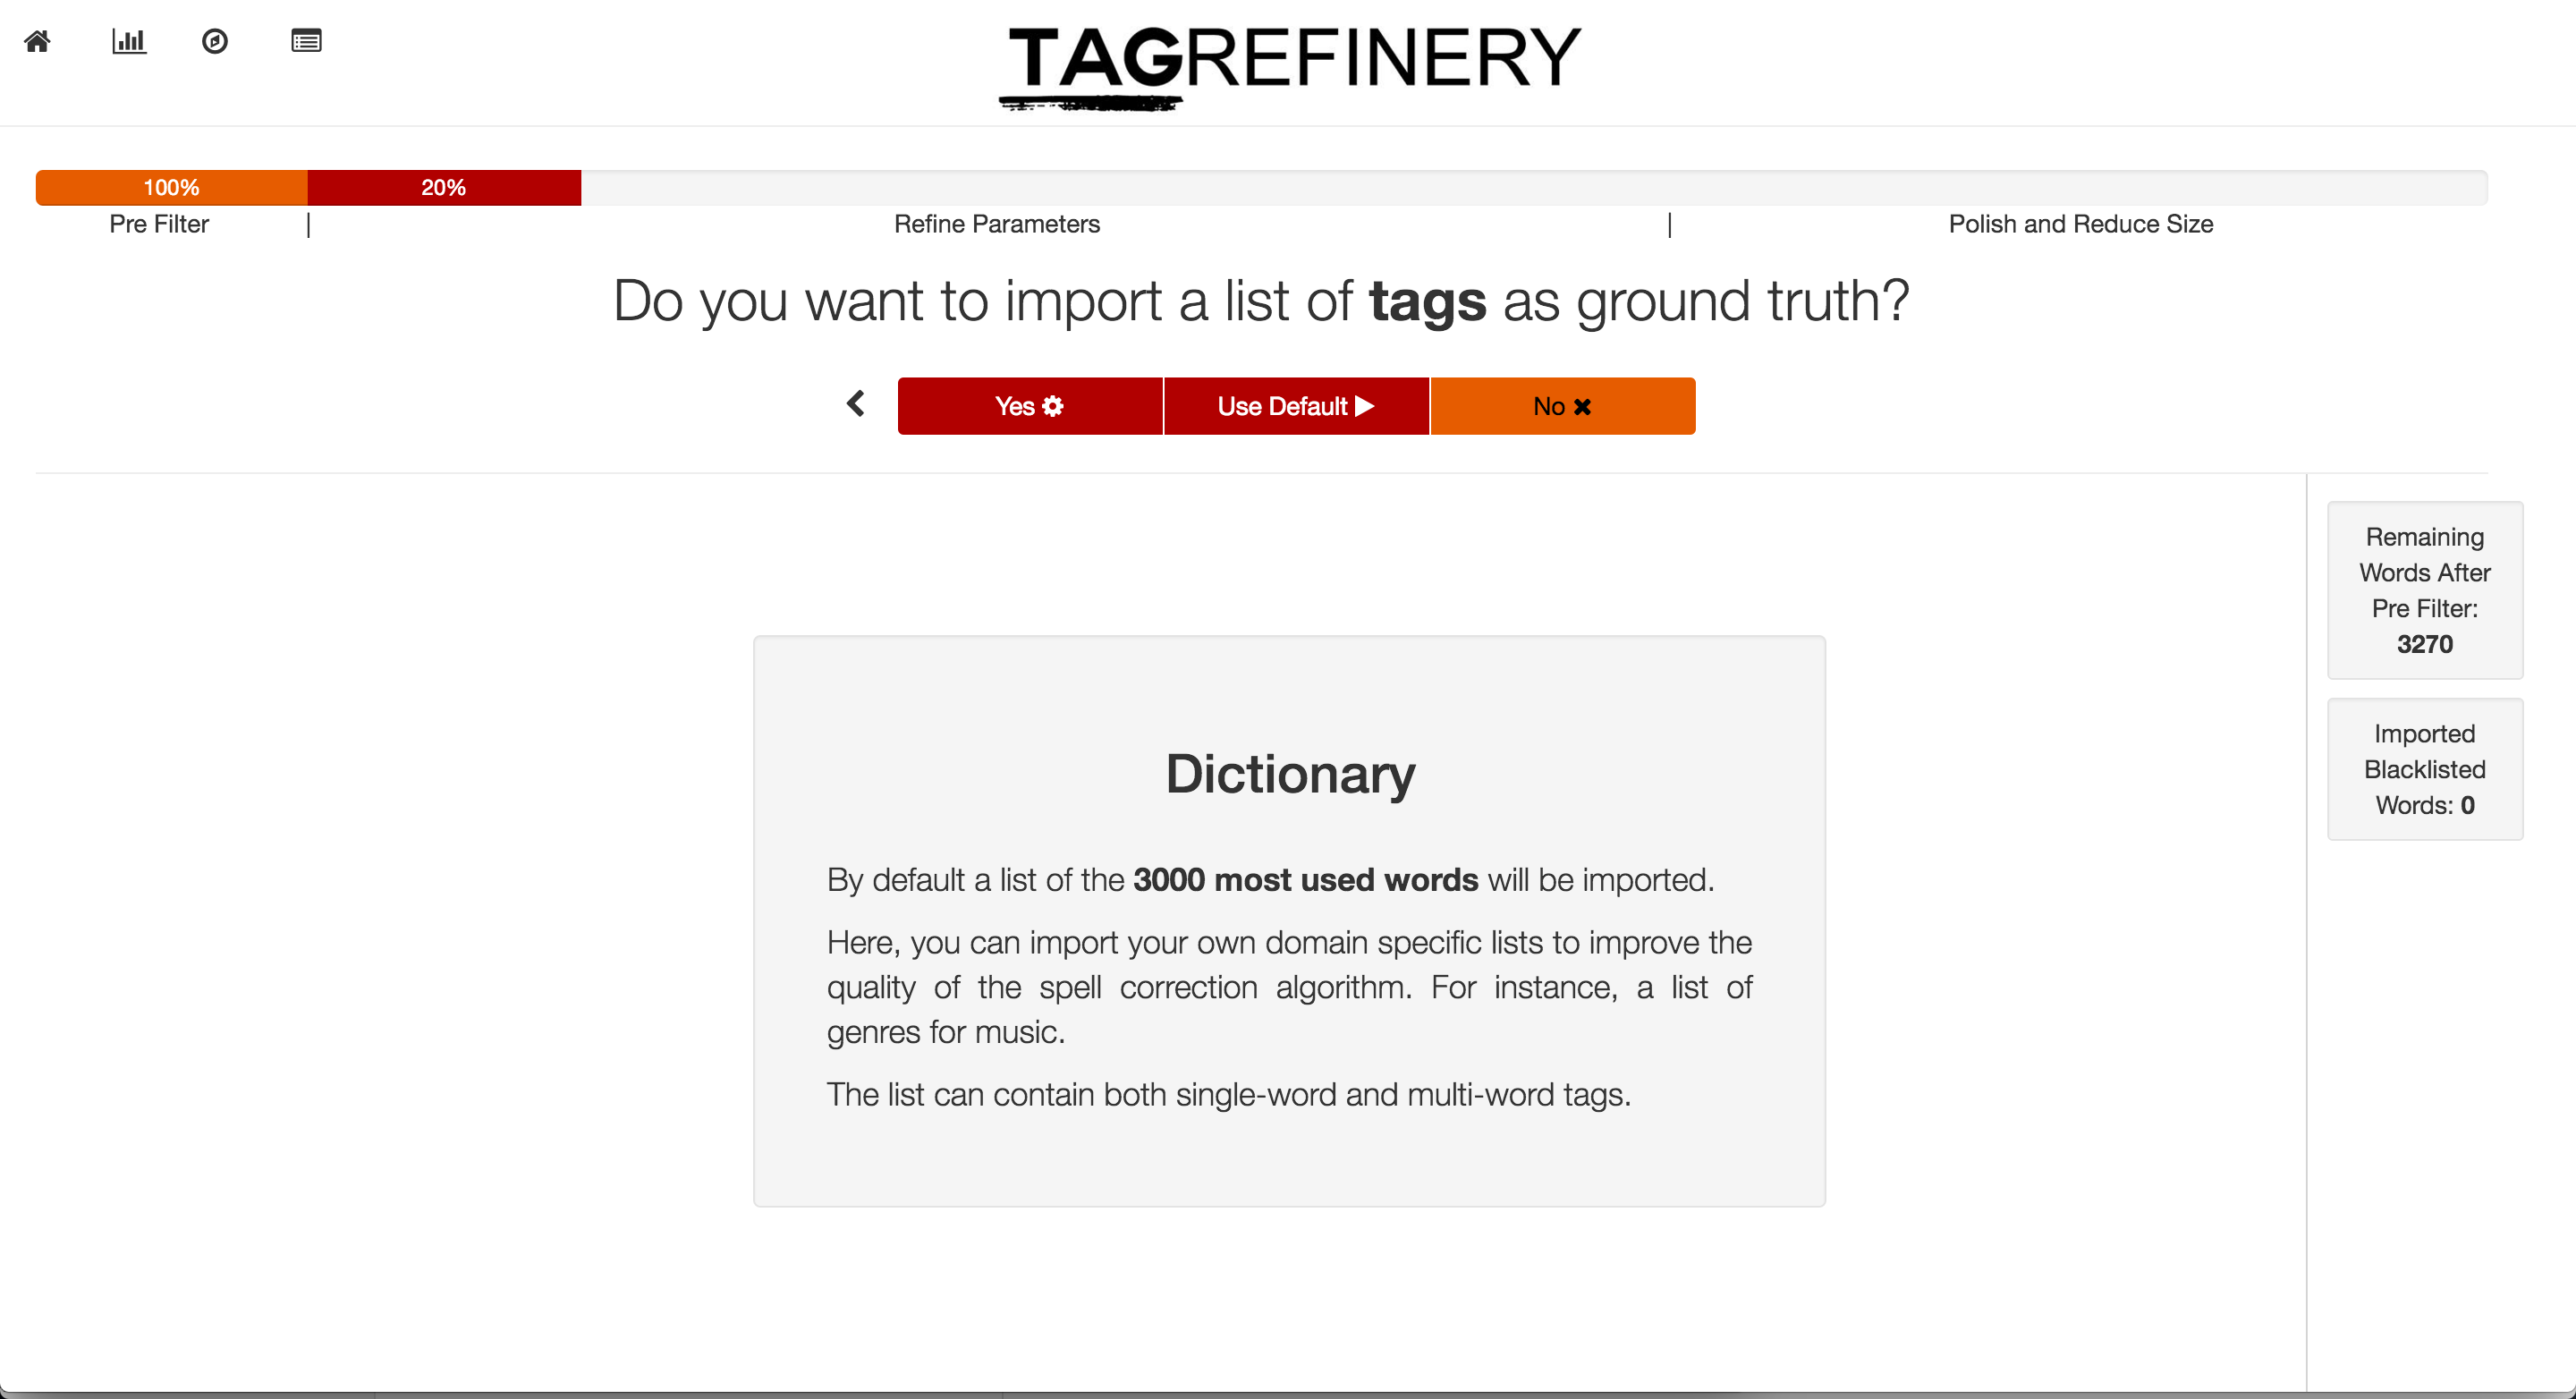 TAGREFINERY
100% 20%
Pre Filter | Refine Parameters | Polish and Reduce Size
Do you want to import a list of tags as ground truth?
Yes Use Default No
Remaining
Words After
Pre Filter:
3270
Imported
Blacklisted
Words: 0
Dictionary
By default a list of the 3000 most used words will be imported.
Here, you can import your own domain specific lists to improve the
quality of the spell correction algorithm. For instance, a list of
genres for music.
The list can contain both single-word and multi-word tags.